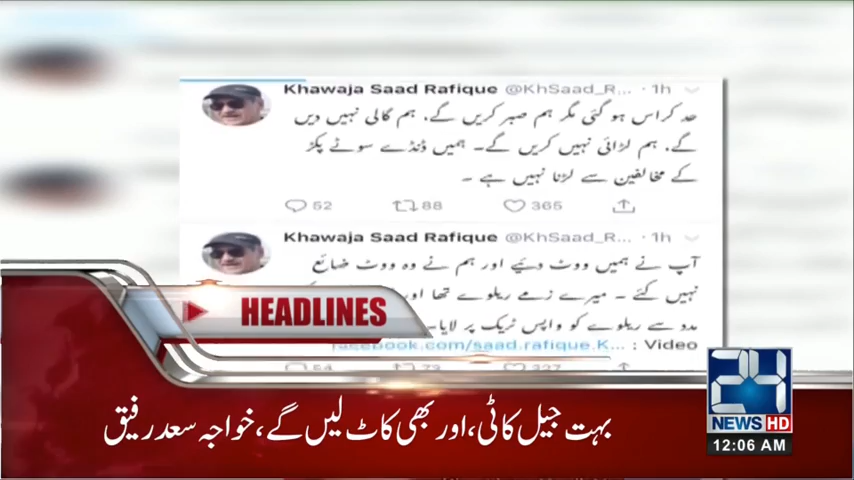 Khawaja Saad Rafique @KhSaad_R... · 1h
حد کراس ہو گئی مگر ہم صبر کریں گے، ہم گالی نہیں دیں
گے، ہم لڑائی نہیں کریں گے۔ ہمیں ڈنڈے سوٹے پکڑ
کے مخالفین سے لڑنا نہیں ہے ۔
52 88 365
Khawaja Saad Rafique @KhSaad_R... · 1h
آپ نے ہمیں ووٹ دیئے اور ہم نے وہ ووٹ ضائع
نہیں کئے ۔ میرے زمے ریلوے تھا اور
مدد سے ریلوے کو واپس ٹریک پر لایا۔
Video : facebook.com/saad.rafique.K...
HEADLINES
بہت جیل کاٹی، اور بھی کاٹ لیں گے، خواجہ سعد رفیق
24
NEWS HD
12:06 AM